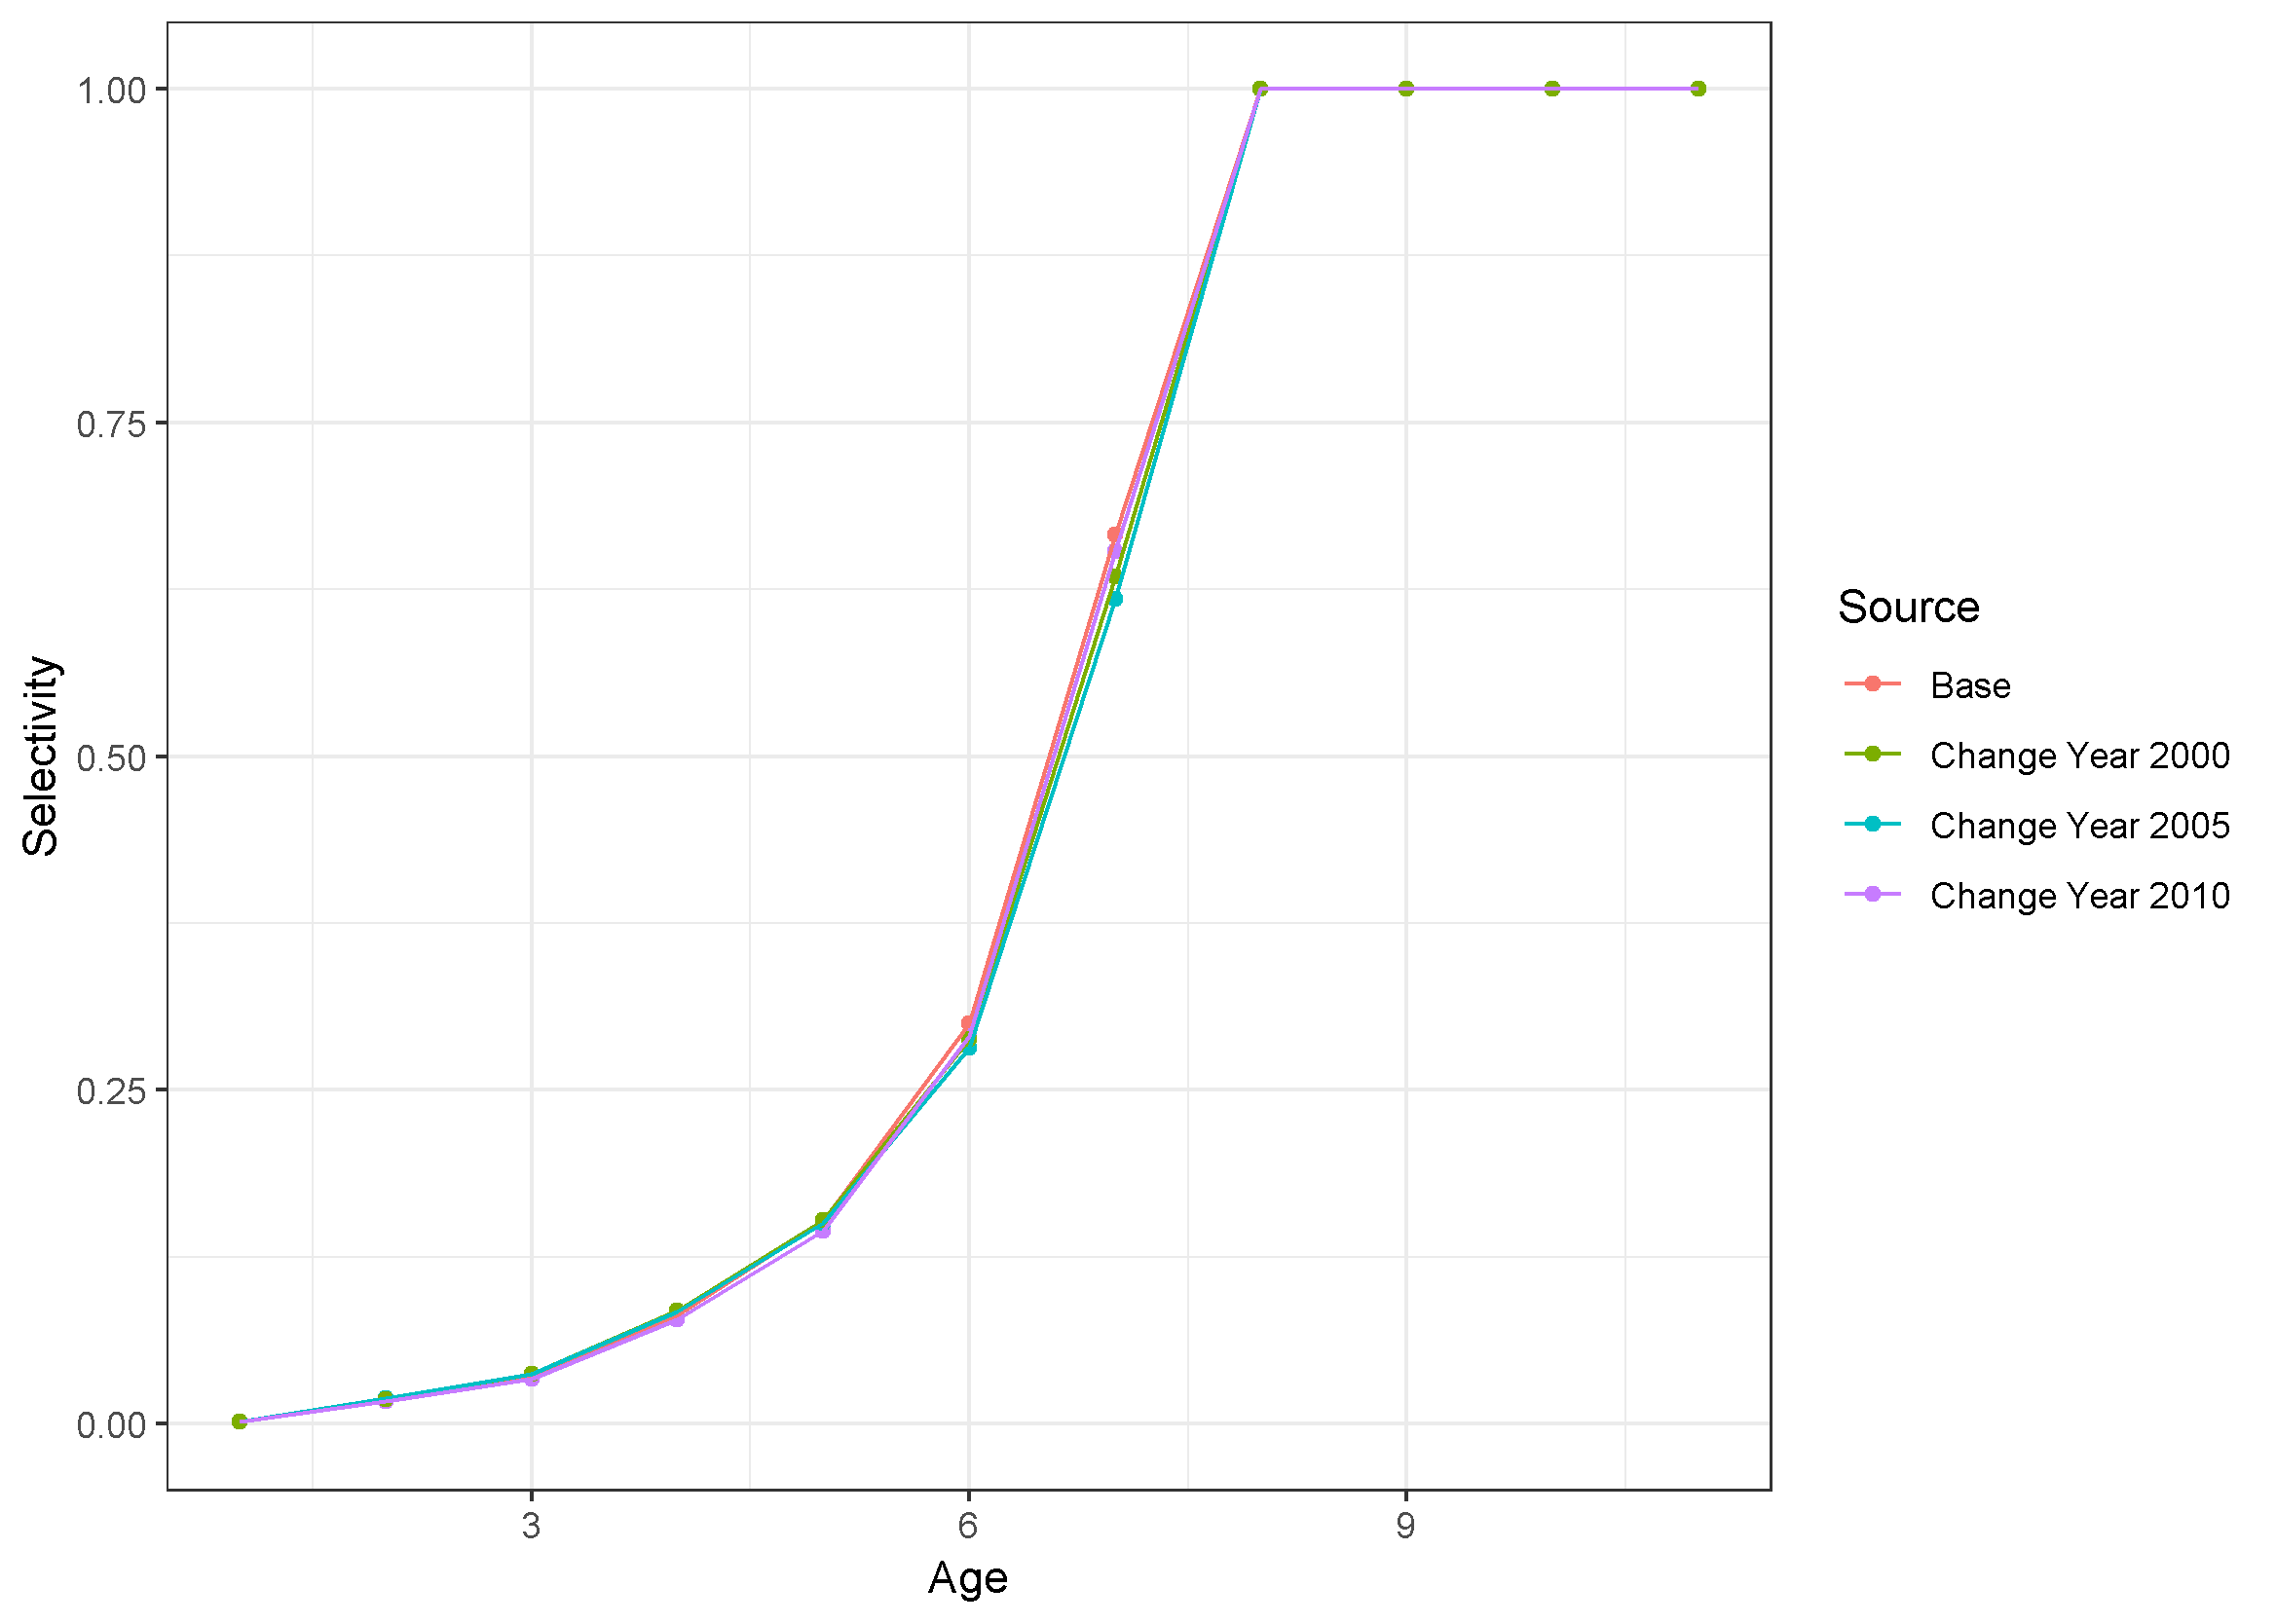 1.00
0.75
0.50
0.25
0.00
Selectivity
3
6
9
Age
Source
Base
Change Year 2000
Change Year 2005
Change Year 2010